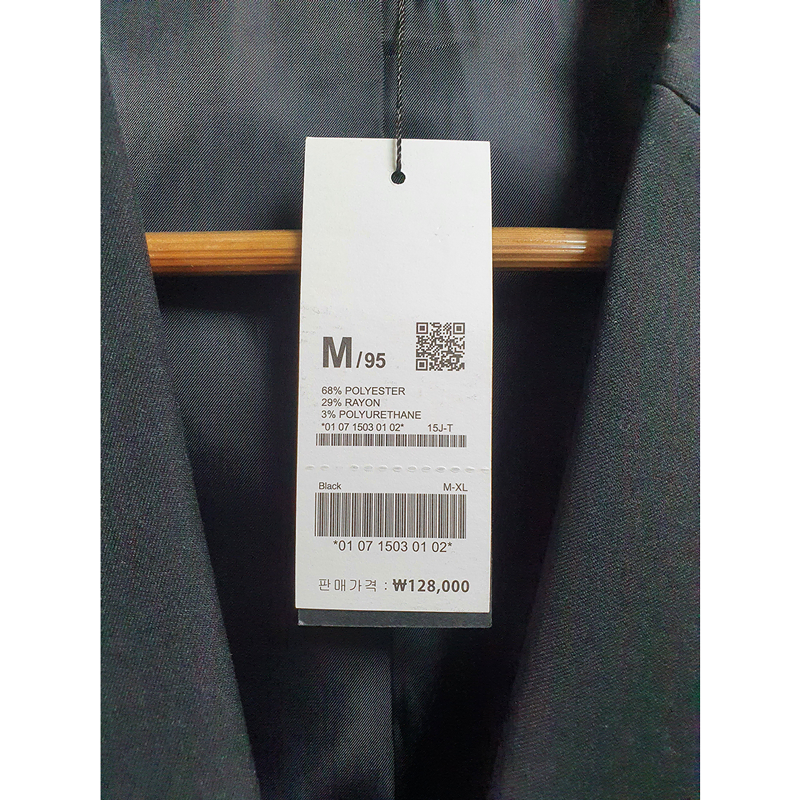 M/95
68% POLYESTER
29% RAYON
3% POLYURETHANE
*01 07 1503 01 02* 15J-T
Black M-XL
*01 07 1503 01 02*
판매가격 : ₩128,000